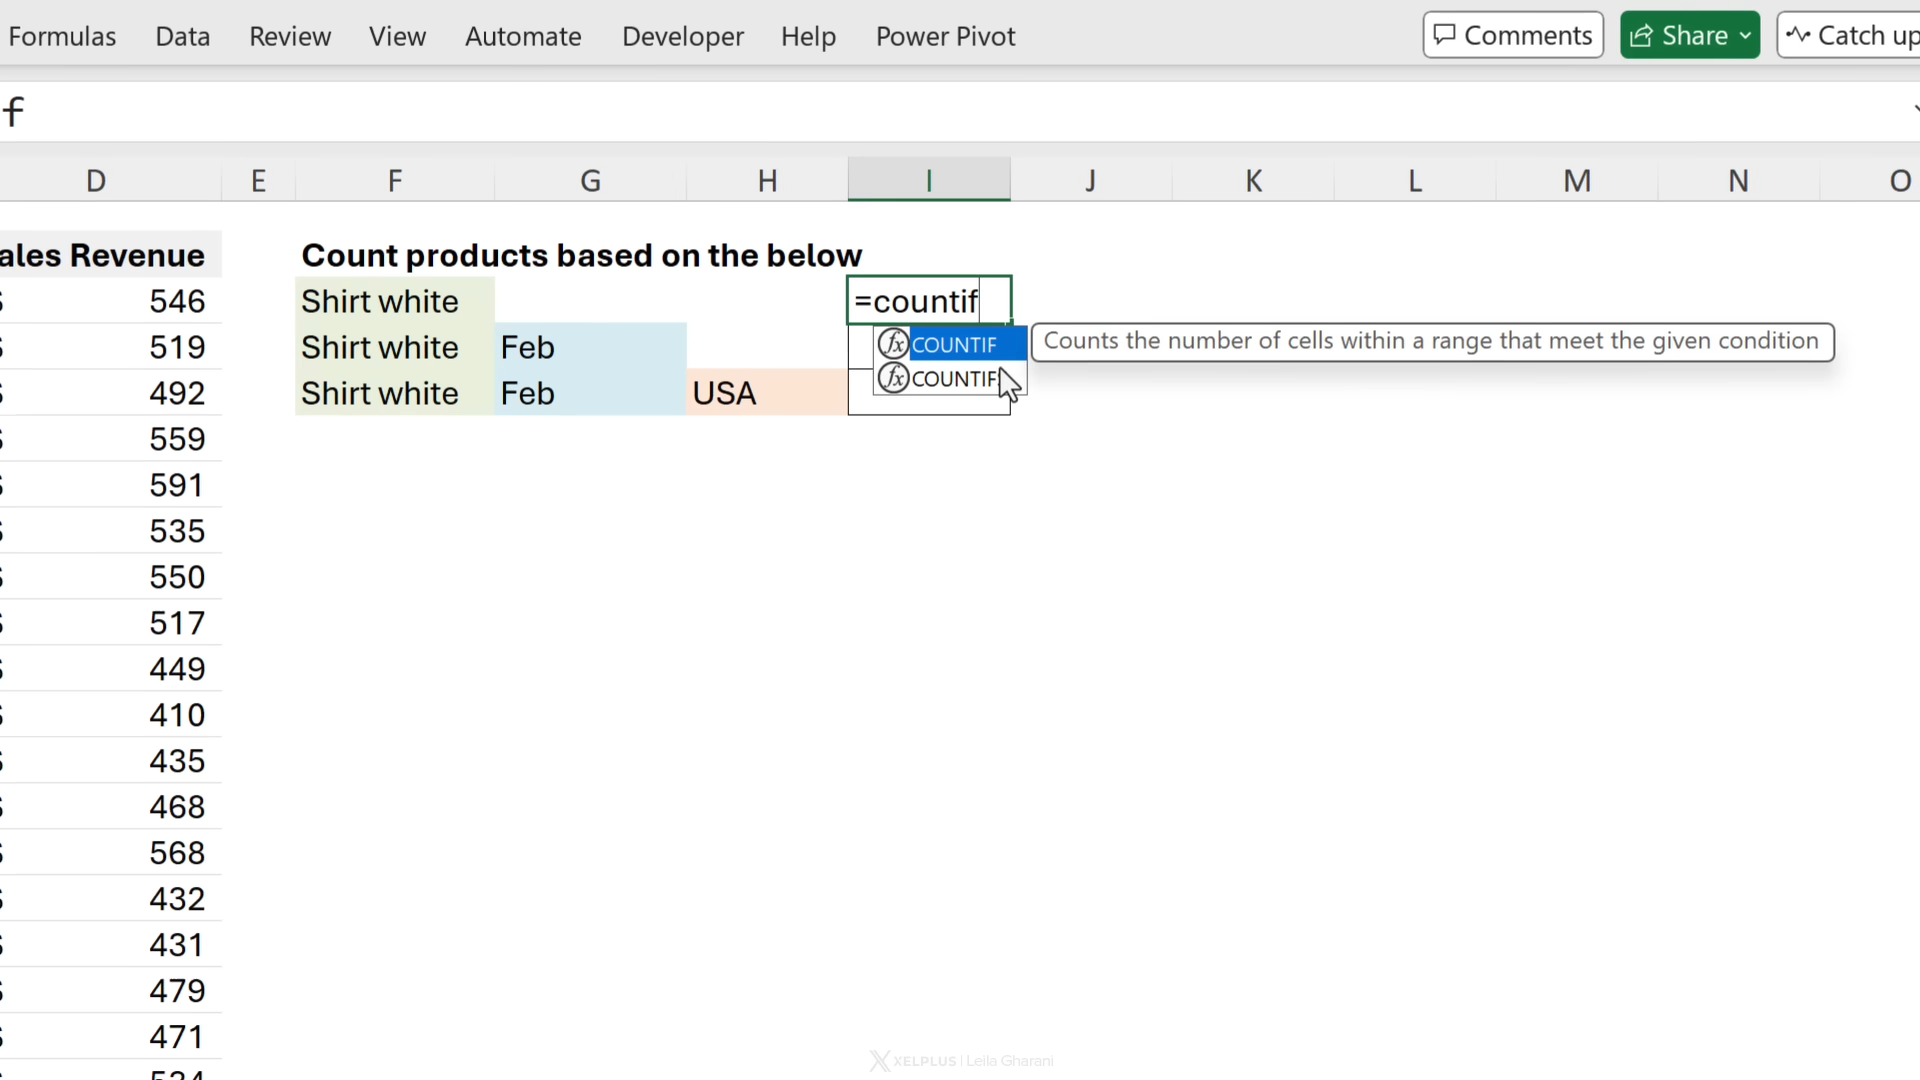 Formulas Data Review View Automate Developer Help Power Pivot Comments Share Catch up
f
D E F G H I J K L M N O
ales Revenue Count products based on the below
546 Shirt white =countif
519 Shirt white Feb COUNTIF Counts the number of cells within a range that meet the given condition
COUNTIF
492 Shirt white Feb USA
559
591
535
550
517
449
410
435
468
568
432
431
479
471
XELPLUS | Leila Gharani